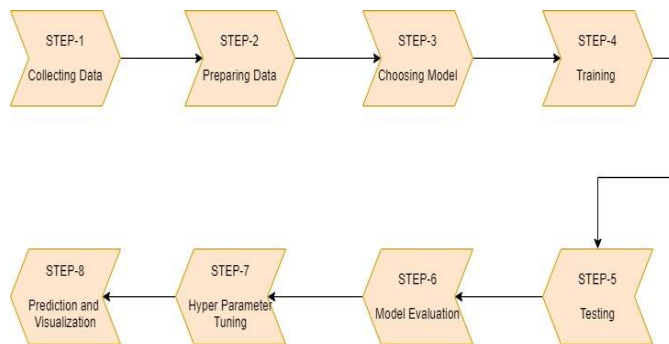 STEP-1
Collecting Data
STEP-2
Preparing Data
STEP-3
Choosing Model
STEP-4
Training
STEP-5
Testing
STEP-6
Model Evaluation
STEP-7
Hyper Parameter
Tuning
STEP-8
Prediction and
Visualization